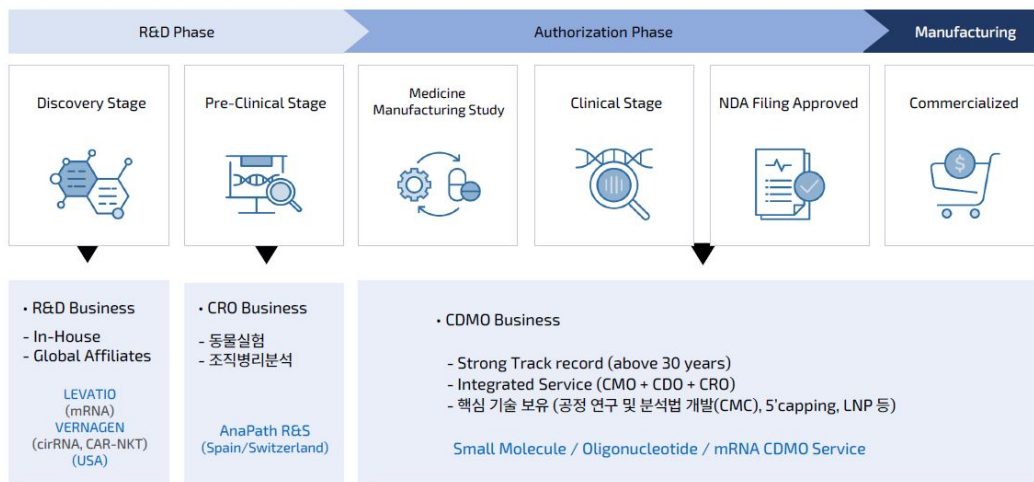 R&D Phase
Authorization Phase
Manufacturing
Discovery Stage
Pre-Clinical Stage
Medicine
Manufacturing Study
Clinical Stage
NDA Filing Approved
Commercialized
$
• R&D Business
- In-House
- Global Affiliates
LEVATIO
(mRNA)
VERNAGEN
(cirRNA, CAR-NKT)
(USA)
• CRO Business
- 동물실험
- 조직병리분석
AnaPath R&S
(Spain/Switzerland)
• CDMO Business
- Strong Track record (above 30 years)
- Integrated Service (CMO + CDO + CRO)
- 핵심 기술 보유 (공정 연구 및 분석법 개발(CMC), 5'capping, LNP 등)
Small Molecule / Oligonucleotide / mRNA CDMO Service